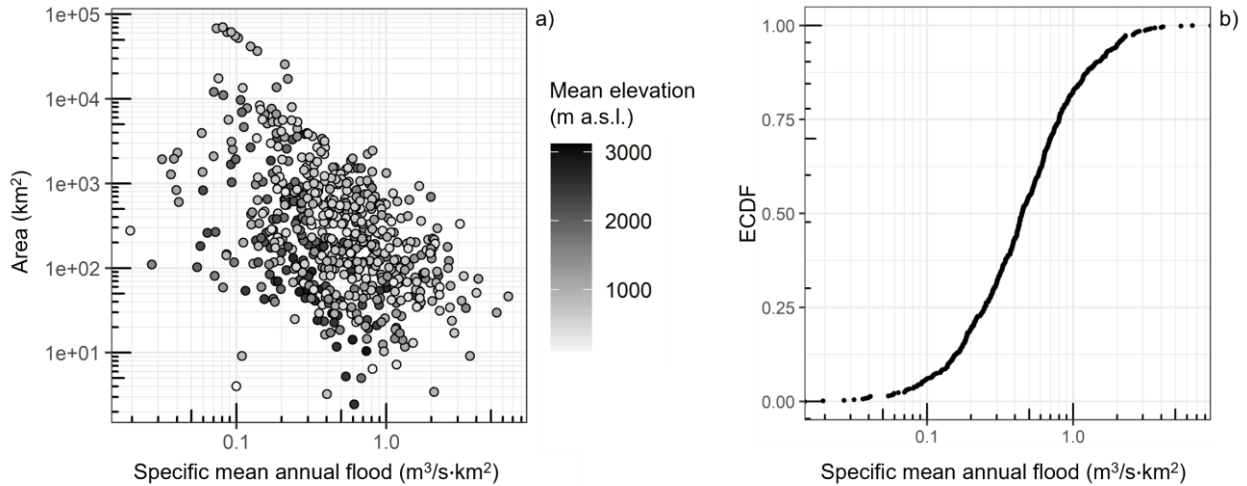 a)
1e+05
1e+04
1e+03
1e+02
1e+01
Area (km²)
0.1 1.0
Specific mean annual flood (m³/s·km²)
Mean elevation
(m a.s.l.)
3000
2000
1000
b)
1.00
0.75
0.50
0.25
0.00
ECDF
0.1 1.0
Specific mean annual flood (m³/s·km²)